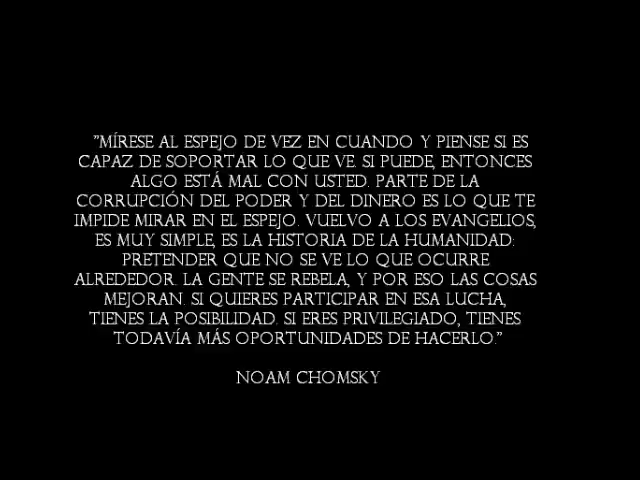 "MÍRESE AL ESPEJO DE VEZ EN CUANDO Y PIENSE SI ES
CAPAZ DE SOPORTAR LO QUE VE. SI PUEDE, ENTONCES
ALGO ESTÁ MAL CON USTED. PARTE DE LA
CORRUPCIÓN DEL PODER Y DEL DINERO ES LO QUE TE
IMPIDE MIRAR EN EL ESPEJO. VUELVO A LOS EVANGELIOS,
ES MUY SIMPLE, ES LA HISTORIA DE LA HUMANIDAD:
PRETENDER QUE NO SE VE LO QUE OCURRE
ALREDEDOR. LA GENTE SE REBELA, Y POR ESO LAS COSAS
MEJORAN. SI QUIERES PARTICIPAR EN ESA LUCHA,
TIENES LA POSIBILIDAD. SI ERES PRIVILEGIADO, TIENES
TODAVÍA MÁS OPORTUNIDADES DE HACERLO."
NOAM CHOMSKY